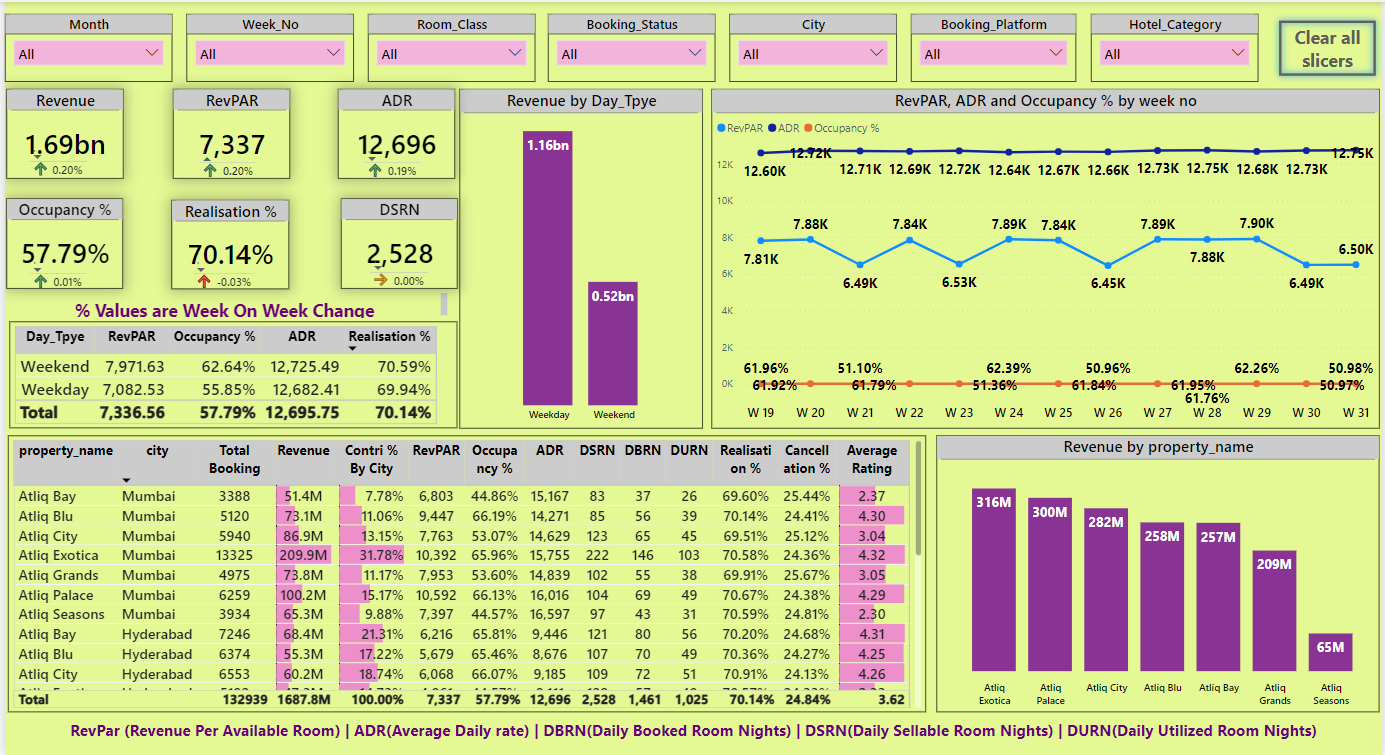 Month Week_No Room_Class Booking_Status City Booking_Platform Hotel_Category
All All All All All All All
Clear all
slicers
Revenue RevPAR ADR
1.69bn 7,337 12,696
0.20% 0.20% 0.19%
Occupancy % Realisation % DSRN
57.79% 70.14% 2,528
0.01% -0.03% 0.00%
% Values are Week On Week Change
Day_Tpye RevPAR Occupancy % ADR Realisation %
Weekend 7,971.63 62.64% 12,725.49 70.59%
Weekday 7,082.53 55.85% 12,682.41 69.94%
Total 7,336.56 57.79% 12,695.75 70.14%
Revenue by Day_Tpye
1.16bn
0.52bn
Weekday Weekend
RevPAR, ADR and Occupancy % by week no
RevPAR ADR Occupancy %
12K
10K
8K
6K
4K
2K
0K
12.60K 12.72K 12.71K 12.69K 12.72K 12.64K 12.67K 12.66K 12.73K 12.75K 12.68K 12.73K 12.75K
7.81K 7.88K 6.49K 7.84K 6.53K 7.89K 7.84K 6.45K 7.89K 7.88K 7.90K 6.49K 6.50K
61.96% 61.92% 51.10% 61.79% 51.36% 62.39% 61.84% 50.96% 61.95% 61.76% 62.26% 50.97% 50.98%
W 19 W 20 W 21 W 22 W 23 W 24 W 25 W 26 W 27 W 28 W 29 W 30 W 31
property_name city Total Revenue Contri % RevPAR Occupa ADR DSRN DBRN DURN Realisati Cancell Average
Booking By City ncy % on % ation % Rating
Atliq Bay Mumbai 3388 51.4M 7.78% 6,803 44.86% 15,167 83 37 26 69.60% 25.44% 2.37
Atliq Blu Mumbai 5120 73.1M 11.06% 9,447 66.19% 14,271 85 56 39 70.14% 24.41% 4.30
Atliq City Mumbai 5940 86.9M 13.15% 7,763 53.07% 14,629 123 65 45 69.51% 25.12% 3.04
Atliq Exotica Mumbai 13325 209.9M 31.78% 10,392 65.96% 15,755 222 146 103 70.58% 24.36% 4.32
Atliq Grands Mumbai 4975 73.8M 11.17% 7,953 53.60% 14,839 102 55 38 69.91% 25.67% 3.05
Atliq Palace Mumbai 6259 100.2M 15.17% 10,592 66.13% 16,016 104 69 49 70.67% 24.38% 4.29
Atliq Seasons Mumbai 3934 65.3M 9.88% 7,397 44.57% 16,597 97 43 31 70.59% 24.81% 2.30
Atliq Bay Hyderabad 7246 68.4M 21.31% 6,216 65.81% 9,446 121 80 56 70.20% 24.68% 4.31
Atliq Blu Hyderabad 6374 55.3M 17.22% 5,679 65.46% 8,676 107 70 49 70.36% 24.27% 4.25
Atliq City Hyderabad 6553 60.2M 18.74% 6,068 66.07% 9,185 109 72 51 70.91% 24.13% 4.26
Total 132939 1687.8M 100.00% 7,337 57.79% 12,696 2,528 1,461 1,025 70.14% 24.84% 3.62
Revenue by property_name
316M 300M 282M 258M 257M 209M 65M
Atliq Atliq Atliq City Atliq Blu Atliq Bay Atliq Atliq
Exotica Palace Grands Seasons
RevPar (Revenue Per Available Room) | ADR(Average Daily rate) | DBRN(Daily Booked Room Nights) | DSRN(Daily Sellable Room Nights) | DURN(Daily Utilized Room Nights)